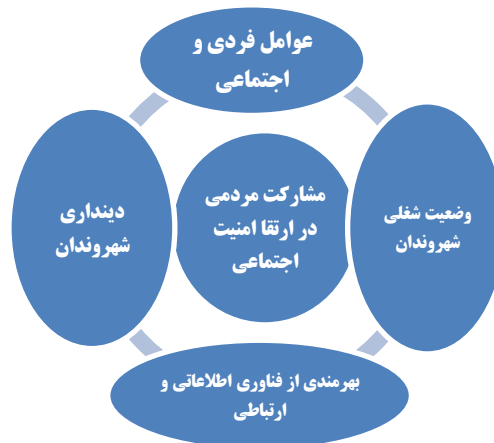 عوامل فردی و
اجتماعی
وضعیت شغلی
شهروندان
مشارکت مردمی
در ارتقا امنیت
اجتماعی
دینداری
شهروندان
بهرمندی از فناوری اطلاعاتی و
ارتباطی